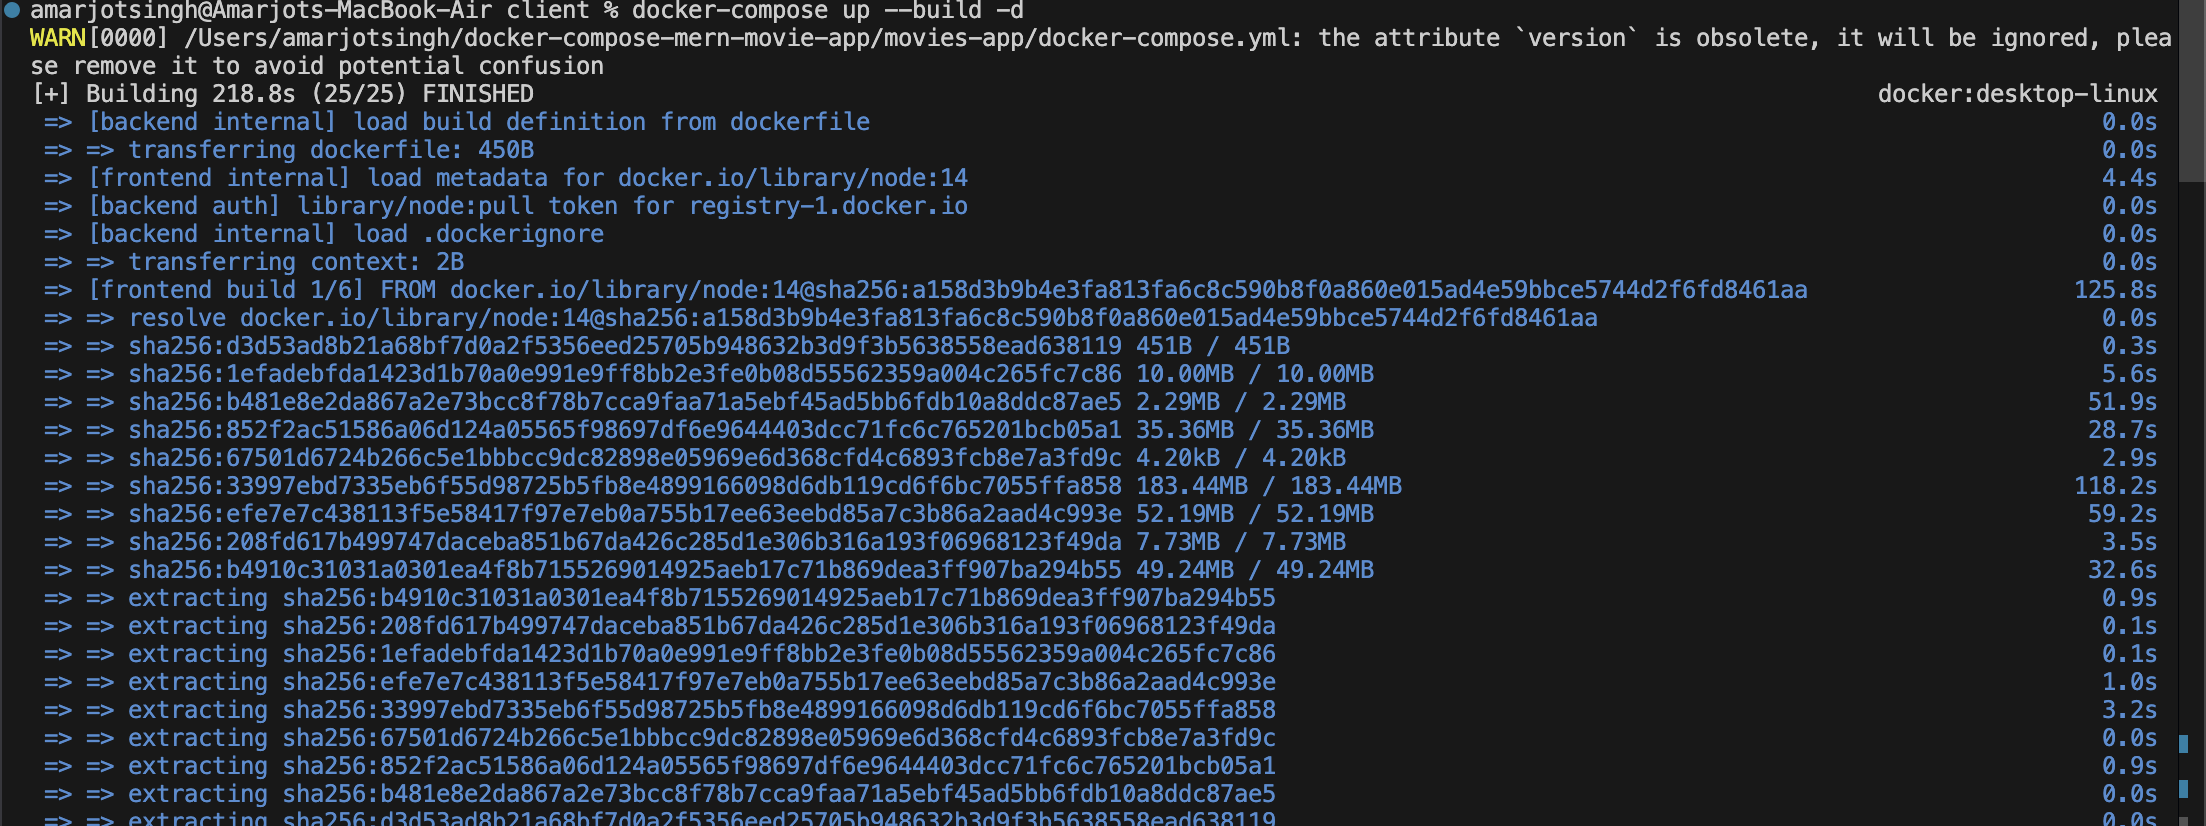 amarjotsingh@Amarjots-MacBook-Air client % docker-compose up --build -d
WARN[0000] /Users/amarjotsingh/docker-compose-mern-movie-app/movies-app/docker-compose.yml: the attribute `version` is obsolete, it will be ignored, plea
se remove it to avoid potential confusion
[+] Building 218.8s (25/25) FINISHED docker:desktop-linux
=> [backend internal] load build definition from dockerfile 0.0s
=> => transferring dockerfile: 450B 0.0s
=> [frontend internal] load metadata for docker.io/library/node:14 4.4s
=> [backend auth] library/node:pull token for registry-1.docker.io 0.0s
=> [backend internal] load .dockerignore 0.0s
=> => transferring context: 2B 0.0s
=> [frontend build 1/6] FROM docker.io/library/node:14@sha256:a158d3b9b4e3fa813fa6c8c590b8f0a860e015ad4e59bbce5744d2f6fd8461aa 125.8s
=> => resolve docker.io/library/node:14@sha256:a158d3b9b4e3fa813fa6c8c590b8f0a860e015ad4e59bbce5744d2f6fd8461aa 0.0s
=> => sha256:d3d53ad8b21a68bf7d0a2f5356eed25705b948632b3d9f3b5638558ead638119 451B / 451B 0.3s
=> => sha256:1efadebfda1423d1b70a0e991e9ff8bb2e3fe0b08d55562359a004c265fc7c86 10.00MB / 10.00MB 5.6s
=> => sha256:b481e8e2da867a2e73bcc8f78b7cca9faa71a5ebf45ad5bb6fdb10a8ddc87ae5 2.29MB / 2.29MB 51.9s
=> => sha256:852f2ac51586a06d124a05565f98697df6e9644403dcc71fc6c765201bcb05a1 35.36MB / 35.36MB 28.7s
=> => sha256:67501d6724b266c5e1bbbcc9dc82898e05969e6d368cfd4c6893fcb8e7a3fd9c 4.20kB / 4.20kB 2.9s
=> => sha256:33997ebd7335eb6f55d98725b5fb8e4899166098d6db119cd6f6bc7055ffa858 183.44MB / 183.44MB 118.2s
=> => sha256:efe7e7c438113f5e58417f97e7eb0a755b17ee63eebd85a7c3b86a2aad4c993e 52.19MB / 52.19MB 59.2s
=> => sha256:208fd617b499747daceba851b67da426c285d1e306b316a193f06968123f49da 7.73MB / 7.73MB 3.5s
=> => sha256:b4910c31031a0301ea4f8b7155269014925aeb17c71b869dea3ff907ba294b55 49.24MB / 49.24MB 32.6s
=> => extracting sha256:b4910c31031a0301ea4f8b7155269014925aeb17c71b869dea3ff907ba294b55 0.9s
=> => extracting sha256:208fd617b499747daceba851b67da426c285d1e306b316a193f06968123f49da 0.1s
=> => extracting sha256:1efadebfda1423d1b70a0e991e9ff8bb2e3fe0b08d55562359a004c265fc7c86 0.1s
=> => extracting sha256:efe7e7c438113f5e58417f97e7eb0a755b17ee63eebd85a7c3b86a2aad4c993e 1.0s
=> => extracting sha256:33997ebd7335eb6f55d98725b5fb8e4899166098d6db119cd6f6bc7055ffa858 3.2s
=> => extracting sha256:67501d6724b266c5e1bbbcc9dc82898e05969e6d368cfd4c6893fcb8e7a3fd9c 0.0s
=> => extracting sha256:852f2ac51586a06d124a05565f98697df6e9644403dcc71fc6c765201bcb05a1 0.9s
=> => extracting sha256:b481e8e2da867a2e73bcc8f78b7cca9faa71a5ebf45ad5bb6fdb10a8ddc87ae5 0.0s
=> => extracting sha256:d3d53ad8b21a68bf7d0a2f5356eed25705b948632b3d9f3b5638558ead638119 0.0s